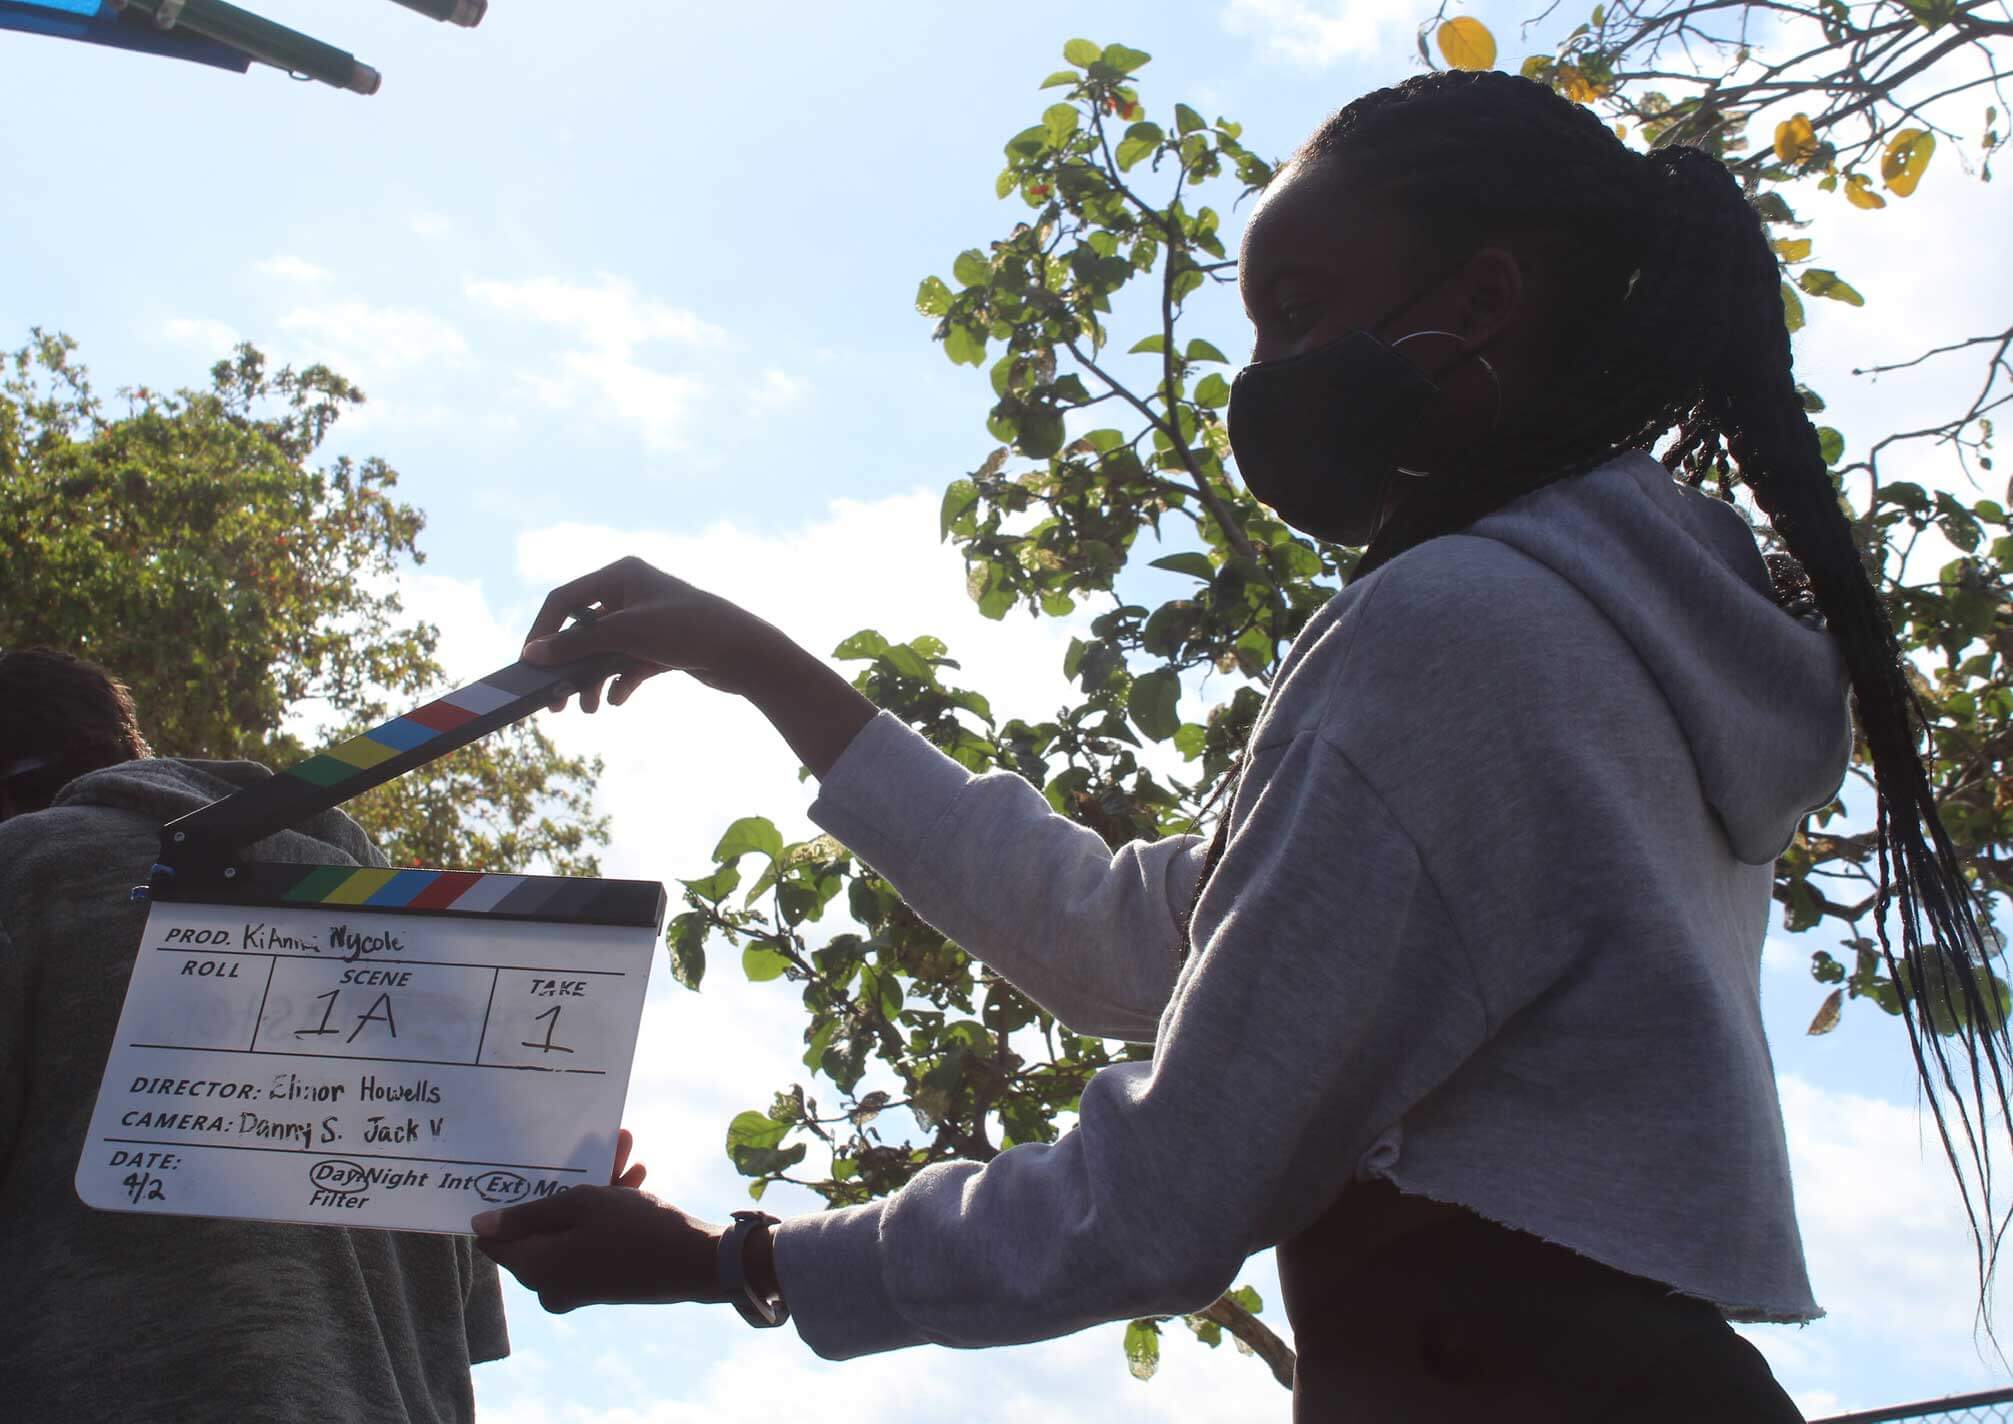 PROD. KiAnna Nycole
ROLL SCENE TAKE
1A 1
DIRECTOR: Elinor Howells
CAMERA: Danny S. Jack V
DATE: Day Night Int Ext
4/2 Filter